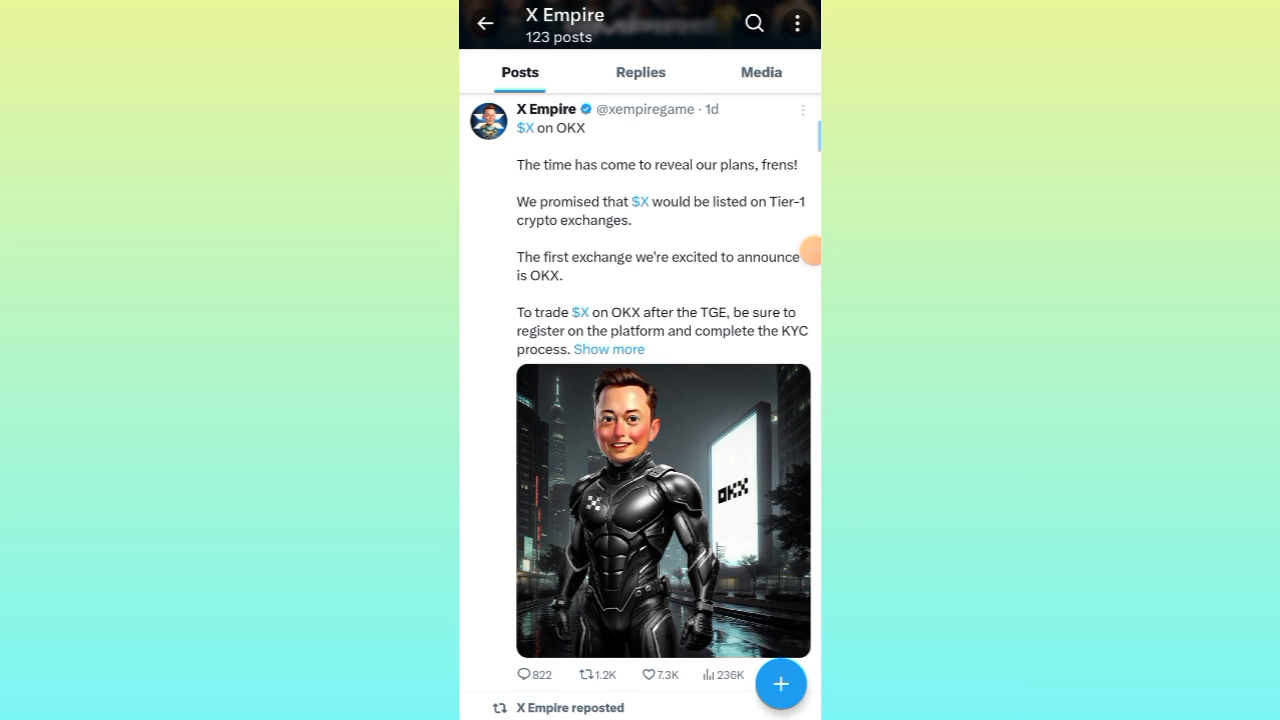 X Empire
123 posts
Posts Replies Media
X Empire @xempiregame · 1d
$X on OKX
The time has come to reveal our plans, frens!
We promised that $X would be listed on Tier-1
crypto exchanges.
The first exchange we're excited to announce
is OKX.
To trade $X on OKX after the TGE, be sure to
register on the platform and complete the KYC
process. Show more
OKX
822 1.2K 7.3K 236K
X Empire reposted